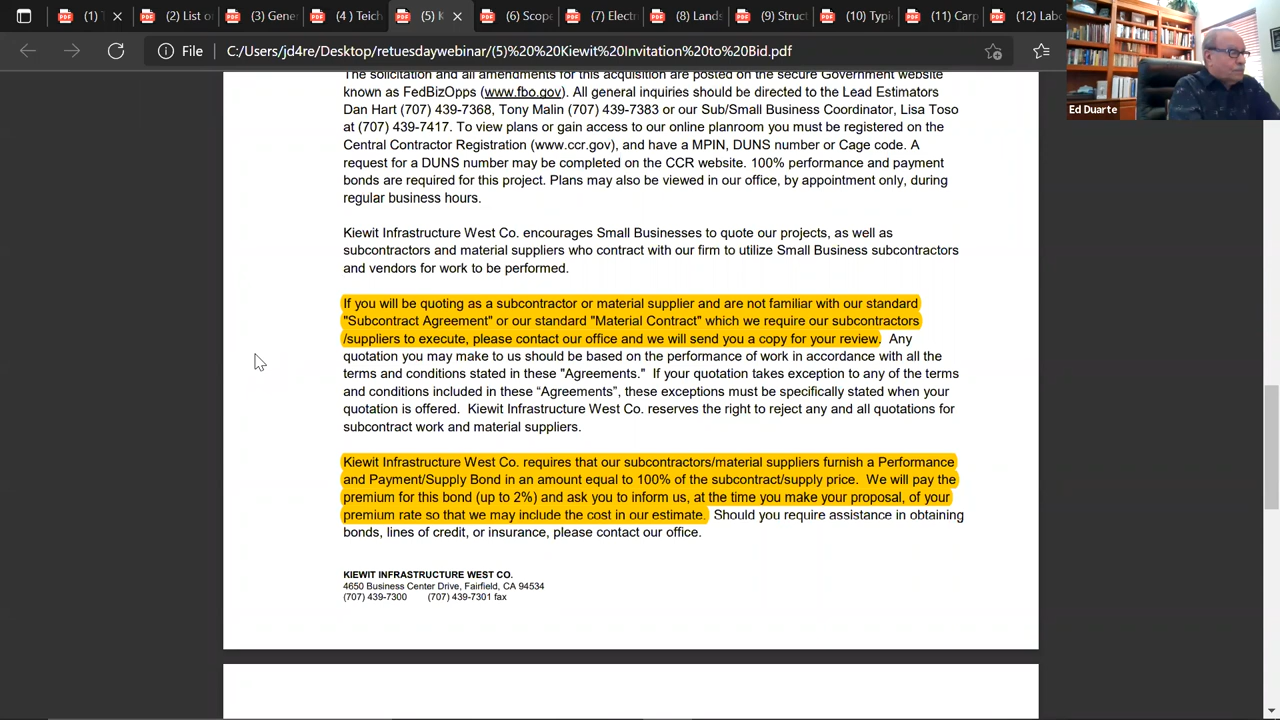 (1) T
(2) List o
(3) Gene
(4 ) Teich
(5) K
(6) Scope
(7) Electr
(8) Lands
(9) Struct
(10) Typi
(11) Carp
(12) Labo
File
C:/Users/jd4re/Desktop/retuesdaywebinar/(5)%20%20Kiewit%20Invitation%20to%20Bid.pdf
Ed Duarte
The solicitation and all amendments for this acquisition are posted on the secure Government website
known as FedBizOpps (www.fbo.gov). All general inquiries should be directed to the Lead Estimators
Dan Hart (707) 439-7368, Tony Malin (707) 439-7383 or our Sub/Small Business Coordinator, Lisa Toso
at (707) 439-7417. To view plans or gain access to our online planroom you must be registered on the
Central Contractor Registration (www.ccr.gov), and have a MPIN, DUNS number or Cage code. A
request for a DUNS number may be completed on the CCR website. 100% performance and payment
bonds are required for this project. Plans may also be viewed in our office, by appointment only, during
regular business hours.
Kiewit Infrastructure West Co. encourages Small Businesses to quote our projects, as well as
subcontractors and material suppliers who contract with our firm to utilize Small Business subcontractors
and vendors for work to be performed.
If you will be quoting as a subcontractor or material supplier and are not familiar with our standard
"Subcontract Agreement" or our standard "Material Contract" which we require our subcontractors
/suppliers to execute, please contact our office and we will send you a copy for your review. Any
quotation you may make to us should be based on the performance of work in accordance with all the
terms and conditions stated in these "Agreements." If your quotation takes exception to any of the terms
and conditions included in these “Agreements”, these exceptions must be specifically stated when your
quotation is offered. Kiewit Infrastructure West Co. reserves the right to reject any and all quotations for
subcontract work and material suppliers.
Kiewit Infrastructure West Co. requires that our subcontractors/material suppliers furnish a Performance
and Payment/Supply Bond in an amount equal to 100% of the subcontract/supply price. We will pay the
premium for this bond (up to 2%) and ask you to inform us, at the time you make your proposal, of your
premium rate so that we may include the cost in our estimate. Should you require assistance in obtaining
bonds, lines of credit, or insurance, please contact our office.
KIEWIT INFRASTRUCTURE WEST CO.
4650 Business Center Drive, Fairfield, CA 94534
(707) 439-7300 (707) 439-7301 fax